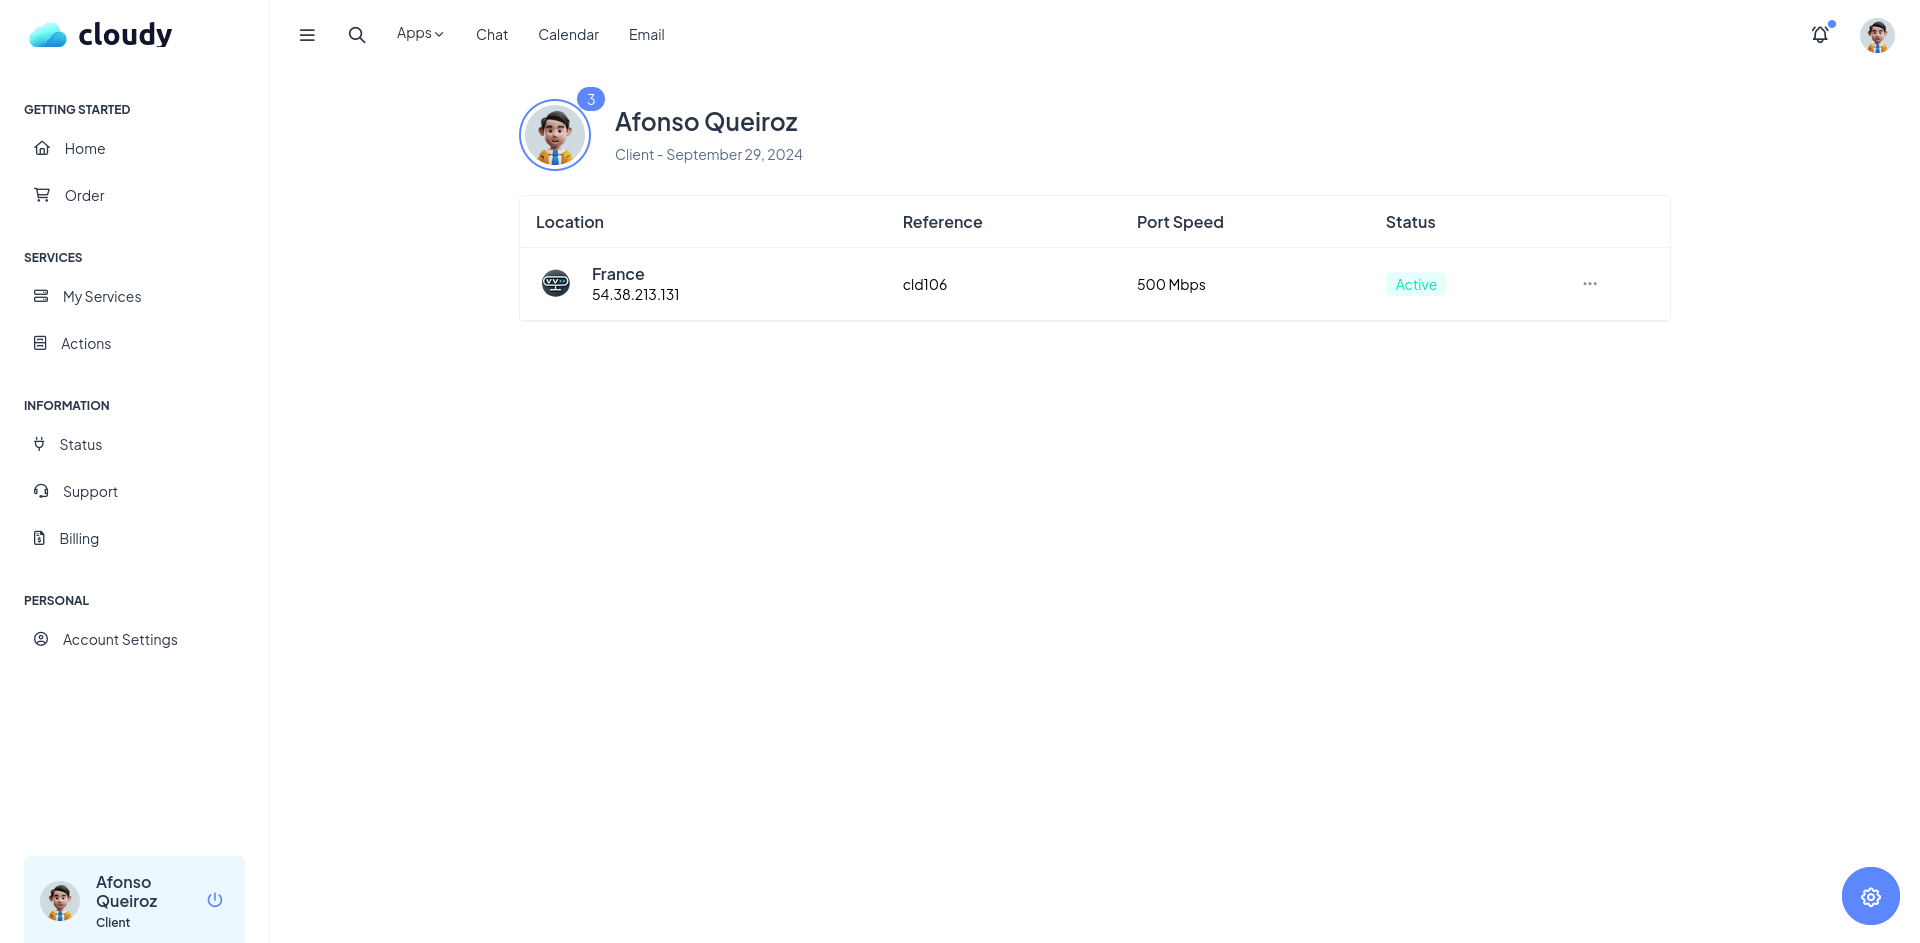 cloudy
Apps Chat Calendar Email
GETTING STARTED
Home
Order
SERVICES
My Services
Actions
INFORMATION
Status
Support
Billing
PERSONAL
Account Settings
Afonso
Queiroz
Client
3
Afonso Queiroz
Client - September 29, 2024
Location Reference Port Speed Status
France
54.38.213.131
cld106 500 Mbps Active